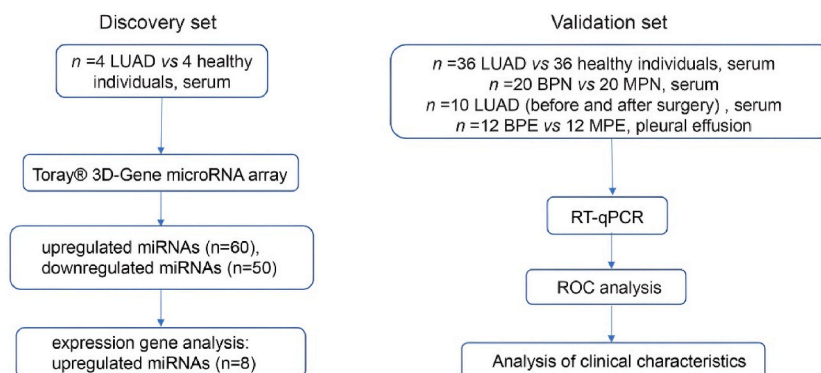 Discovery set
n =4 LUAD vs 4 healthy
individuals, serum
Toray® 3D-Gene microRNA array
upregulated miRNAs (n=60),
downregulated miRNAs (n=50)
expression gene analysis:
upregulated miRNAs (n=8)
Validation set
n =36 LUAD vs 36 healthy individuals, serum
n =20 BPN vs 20 MPN, serum
n =10 LUAD (before and after surgery) , serum
n =12 BPE vs 12 MPE, pleural effusion
RT-qPCR
ROC analysis
Analysis of clinical characteristics